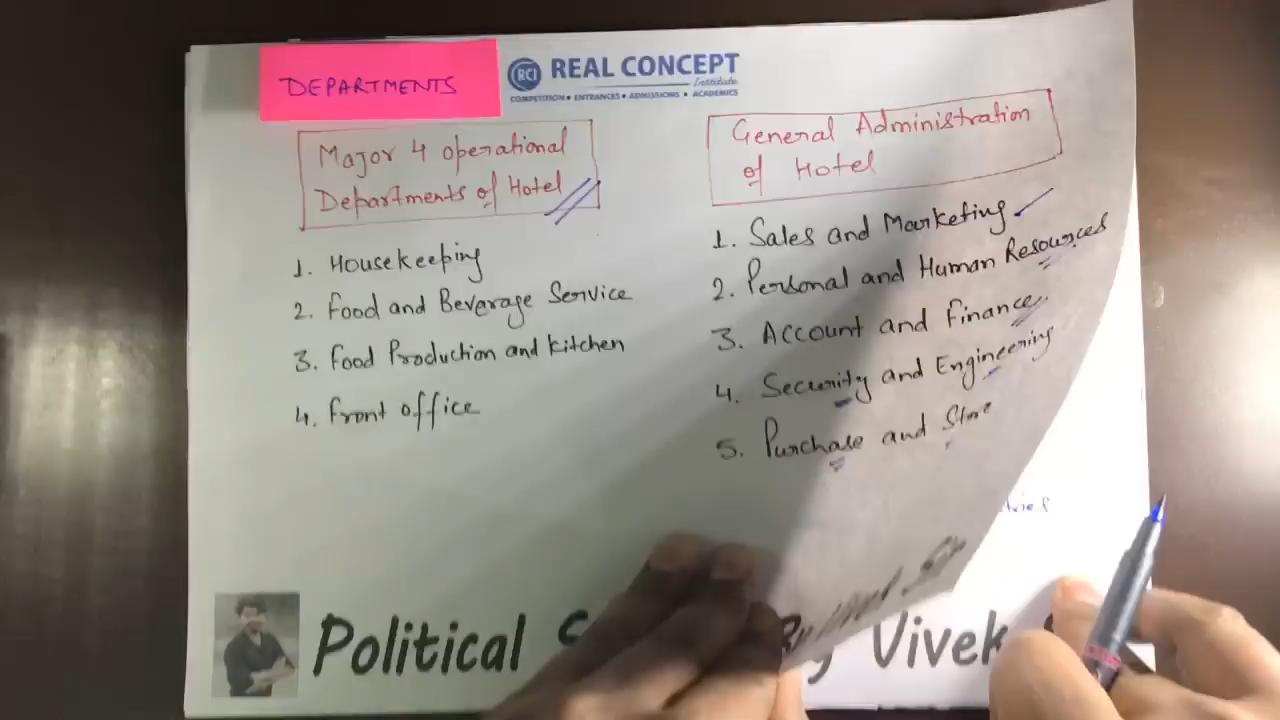 DEPARTMENTS
RCI
REAL CONCEPT
Institute
COMPETITION • ENTRANCES • ADMISSIONS • ACADEMICS
Major 4 operational
Departments of Hotel
1. Housekeeping
2. Food and Beverage Service
3. Food Production and Kitchen
4. Front office
General Administration
of Hotel
1. Sales and Marketing
2. Personal and Human Resources
3. Account and Finance.
4. Security and Engineering
5. Purchase and Store
Political
By Vivek